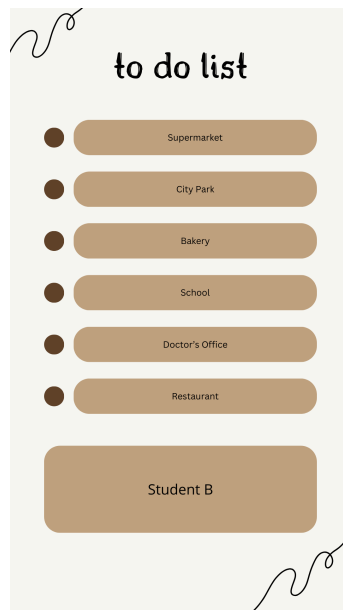 to do list
Supermarket
City Park
Bakery
School
Doctor's Office
Restaurant
Student B